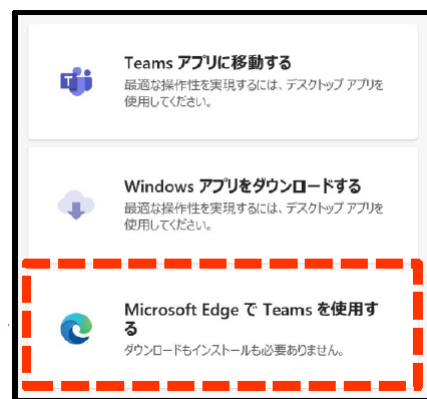 Teams アプリに移動する
最適な操作性を実現するには、デスクトップ アプリを
使用してください。
Windows アプリをダウンロードする
最適な操作性を実現するには、デスクトップ アプリを
使用してください。
Microsoft Edge で Teams を使用す
る
ダウンロードもインストールも必要ありません。